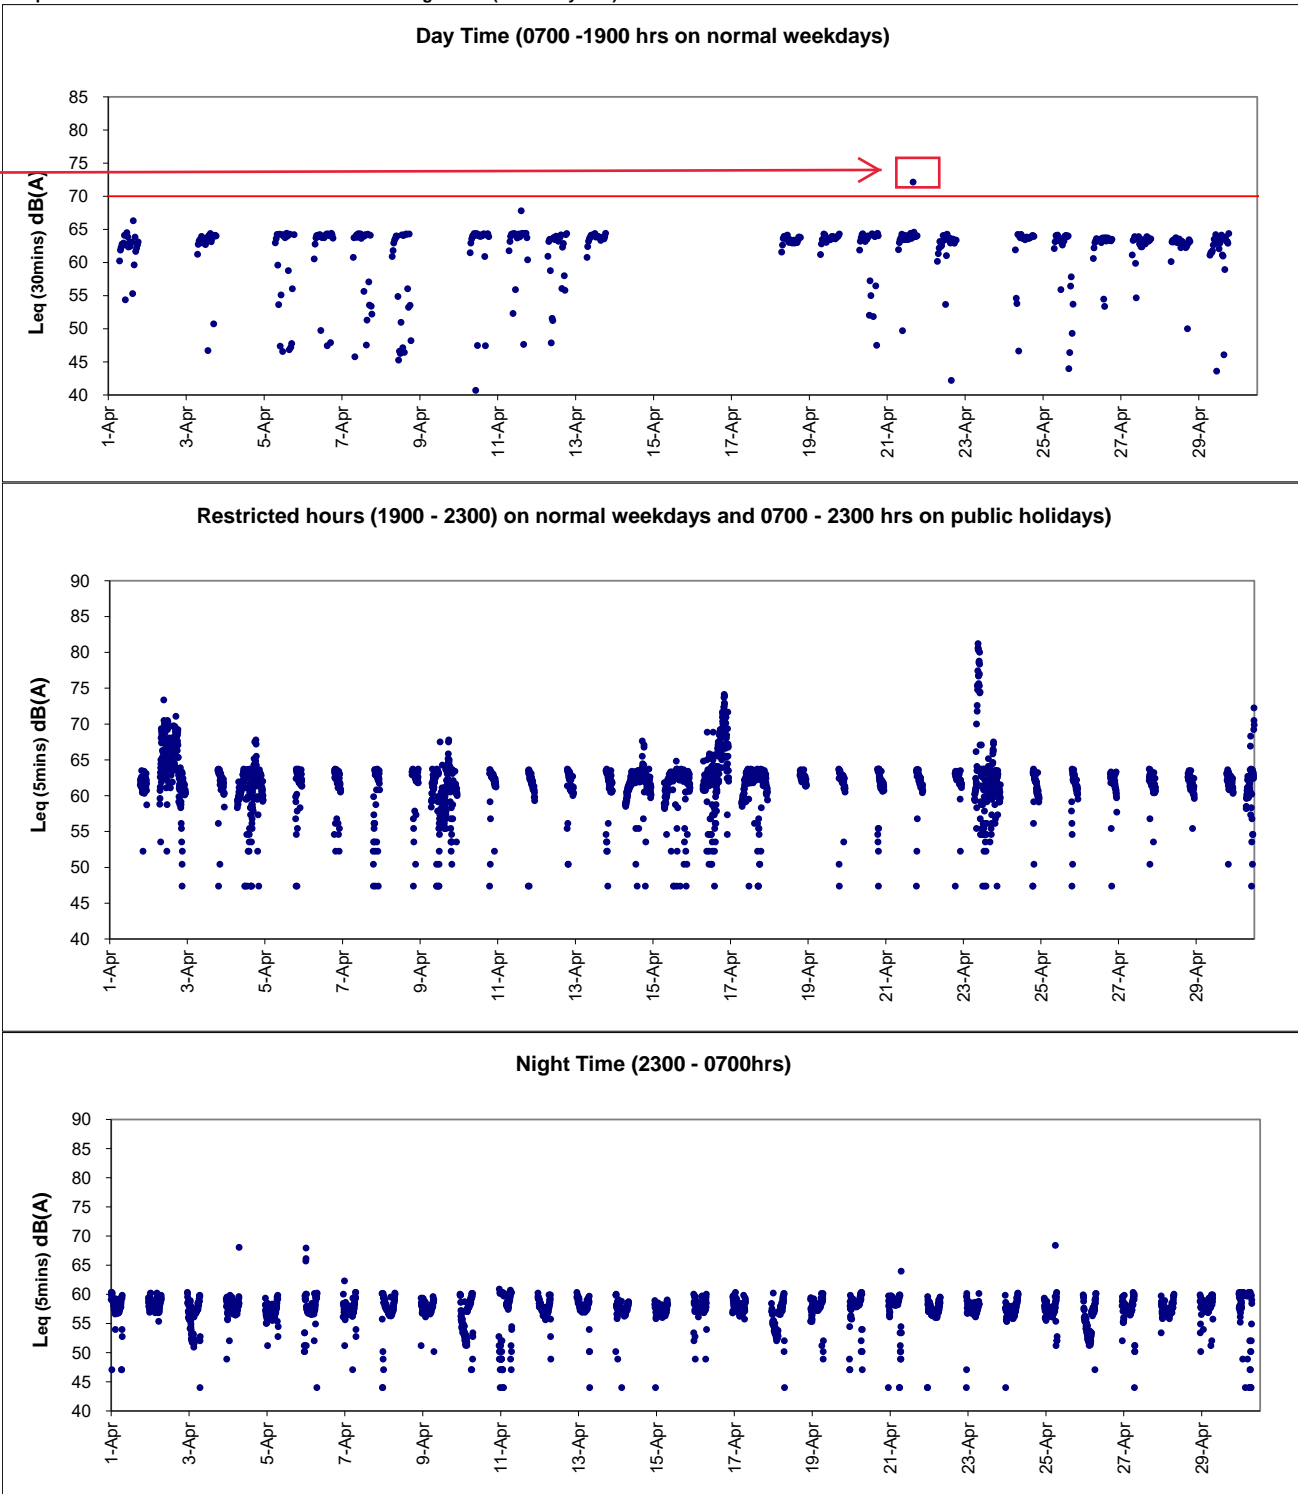 Day Time (0700 -1900 hrs on normal weekdays)
Leq (30mins) dB(A)
85
80
75
70
65
60
55
50
45
40
1-Apr
3-Apr
5-Apr
7-Apr
9-Apr
11-Apr
13-Apr
15-Apr
17-Apr
19-Apr
21-Apr
23-Apr
25-Apr
27-Apr
29-Apr
Restricted hours (1900 - 2300) on normal weekdays and 0700 - 2300 hrs on public holidays)
Leq (5mins) dB(A)
90
85
80
75
70
65
60
55
50
45
40
1-Apr
3-Apr
5-Apr
7-Apr
9-Apr
11-Apr
13-Apr
15-Apr
17-Apr
19-Apr
21-Apr
23-Apr
25-Apr
27-Apr
29-Apr
Night Time (2300 - 0700hrs)
Leq (5mins) dB(A)
90
85
80
75
70
65
60
55
50
45
40
1-Apr
3-Apr
5-Apr
7-Apr
9-Apr
11-Apr
13-Apr
15-Apr
17-Apr
19-Apr
21-Apr
23-Apr
25-Apr
27-Apr
29-Apr